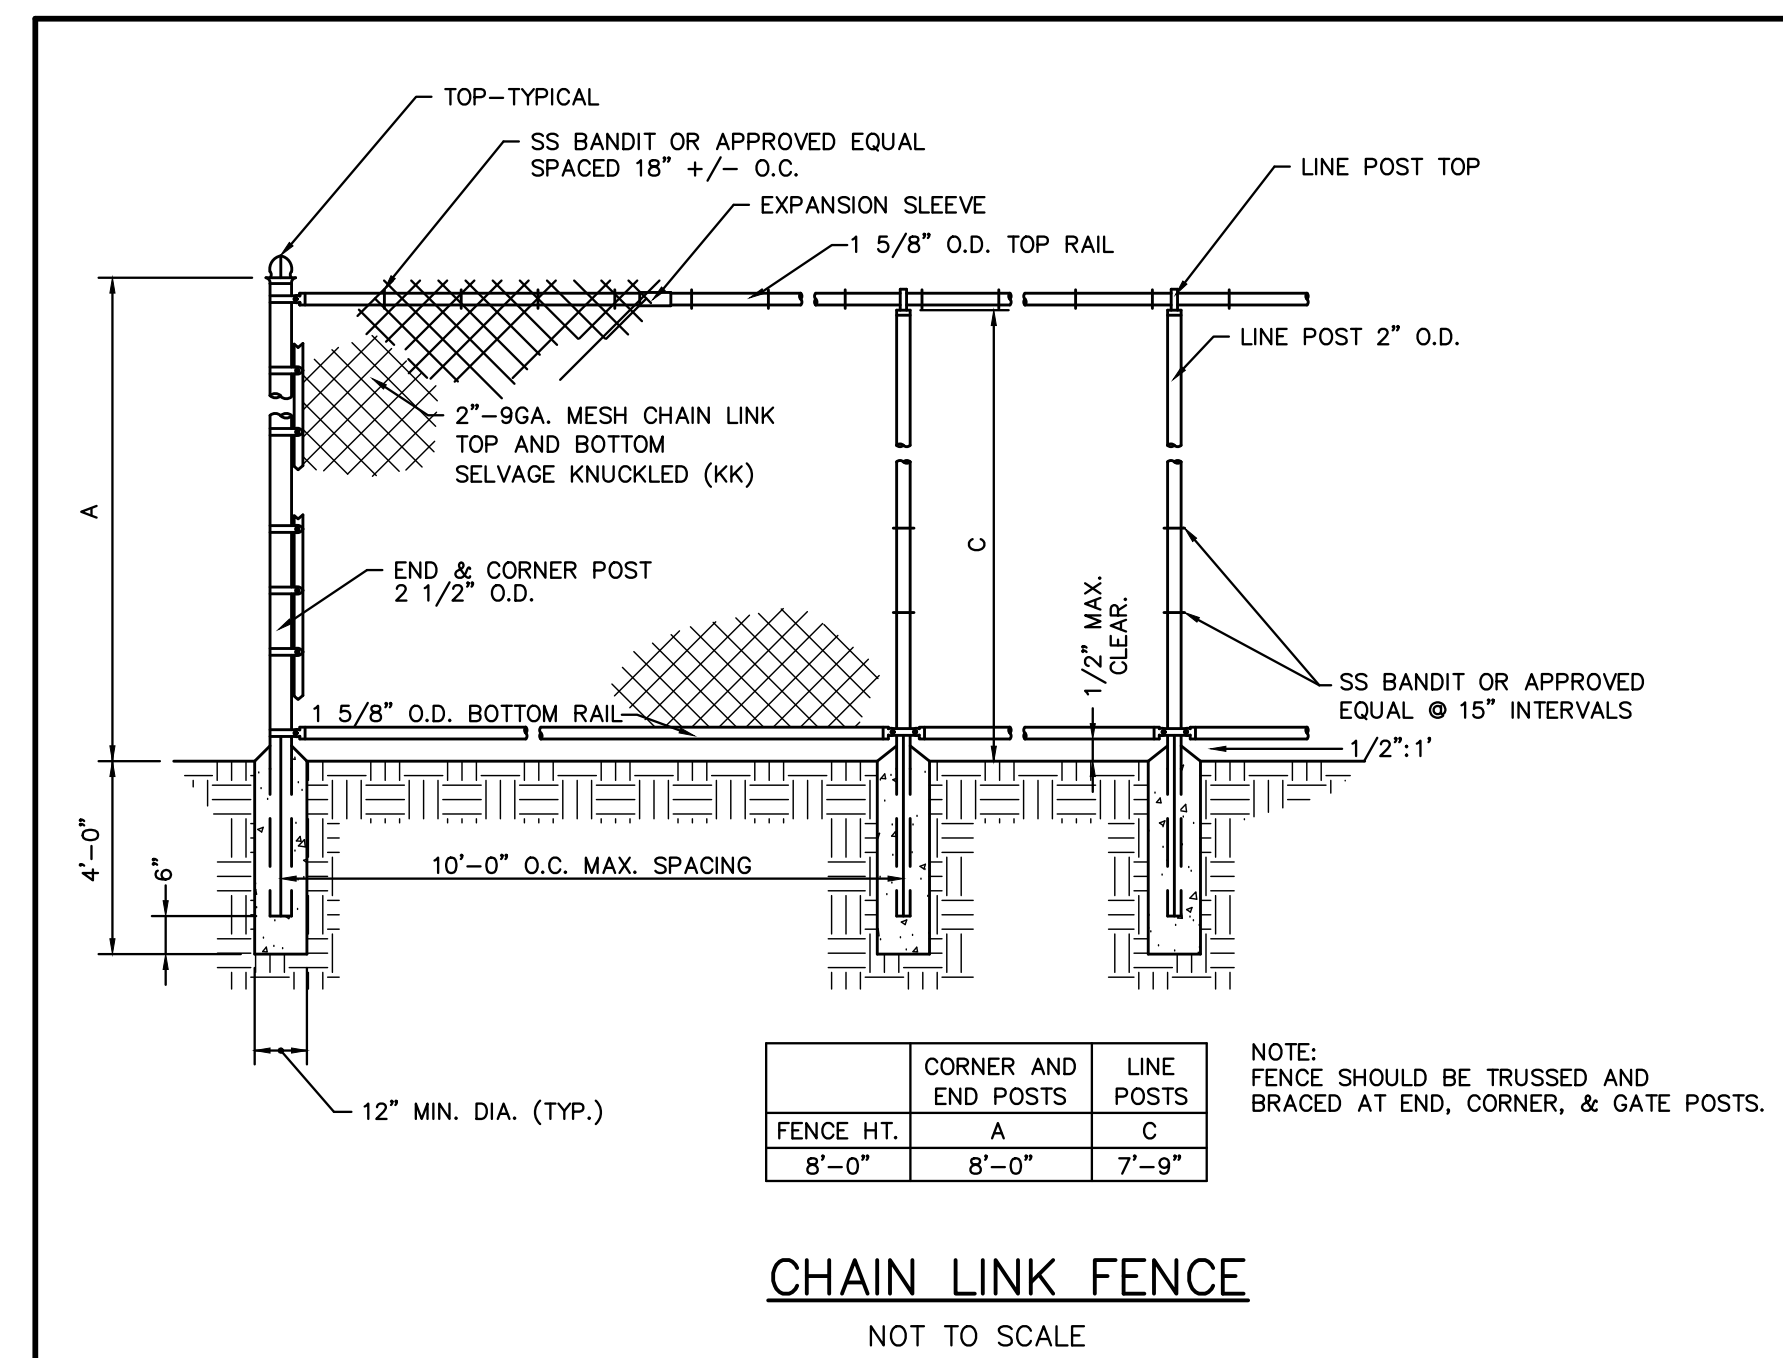 TOP-TYPICAL
SS BANDIT OR APPROVED EQUAL
SPACED 18" +/- O.C.
LINE POST TOP
EXPANSION SLEEVE
1 5/8" O.D. TOP RAIL
LINE POST 2" O.D.
2"-9GA. MESH CHAIN LINK
TOP AND BOTTOM
SELVAGE KNUCKLED (KK)
A
C
END & CORNER POST
2 1/2" O.D.
1/2" MAX.
CLEAR.
SS BANDIT OR APPROVED
EQUAL @ 15" INTERVALS
1 5/8" O.D. BOTTOM RAIL
1/2":1'
4'-0"
6"
10'-0" O.C. MAX. SPACING
12" MIN. DIA. (TYP.)
CORNER AND END POSTS LINE POSTS
FENCE HT. A C
8'-0" 8'-0" 7'-9"
NOTE:
FENCE SHOULD BE TRUSSED AND
BRACED AT END, CORNER, & GATE POSTS.
CHAIN LINK FENCE
NOT TO SCALE